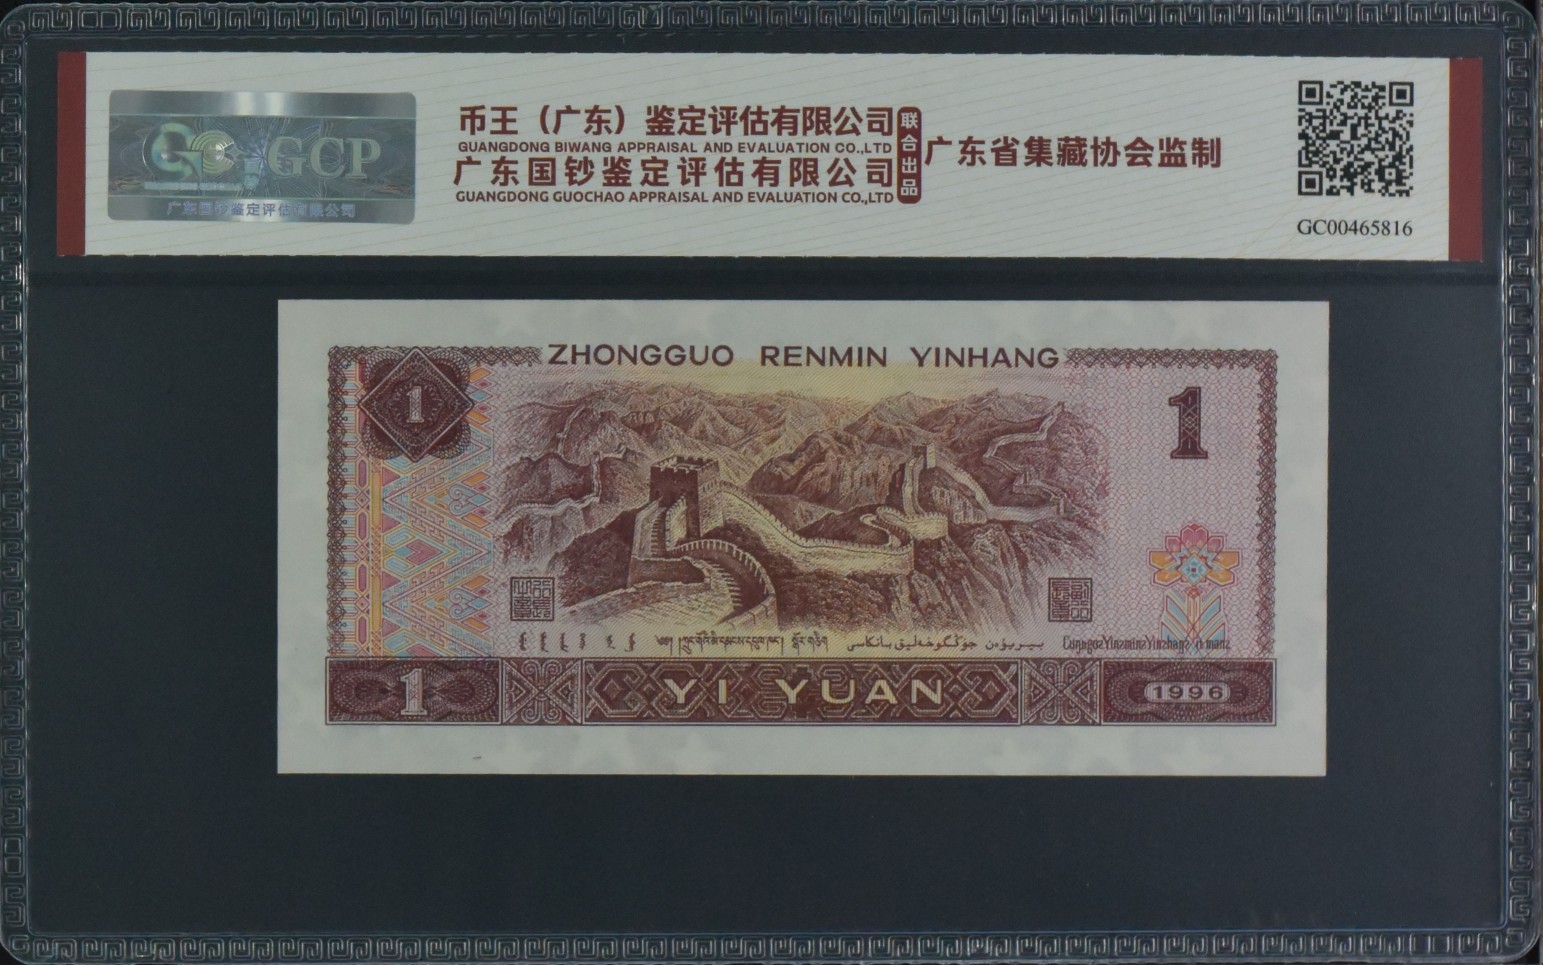 GCP
广东国钞鉴定评估有限公司
币王（广东）鉴定评估有限公司
GUANGDONG BIWANG APPRAISAL AND EVALUATION CO.,LTD
广东国钞鉴定评估有限公司
GUANGDONG GUOCHAO APPRAISAL AND EVALUATION CO.,LTD
联合出品
广东省集藏协会监制
GC00465816
ZHONGGUO RENMIN YINHANG
1
1
1
YI YUAN
1996